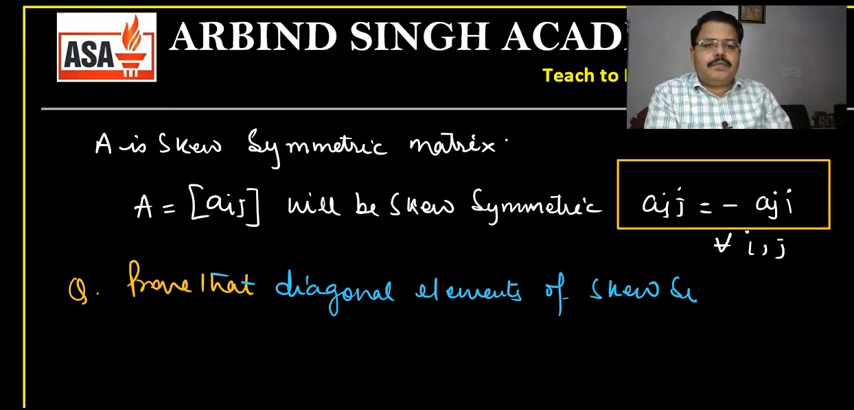 ASA
ARBIND SINGH ACAD
Teach to
A is Skew Symmetric matrix.
A = [aij] will be Skew Symmetric aij = - aji
∀ i, j
Q. Prove that diagonal elements of Skew